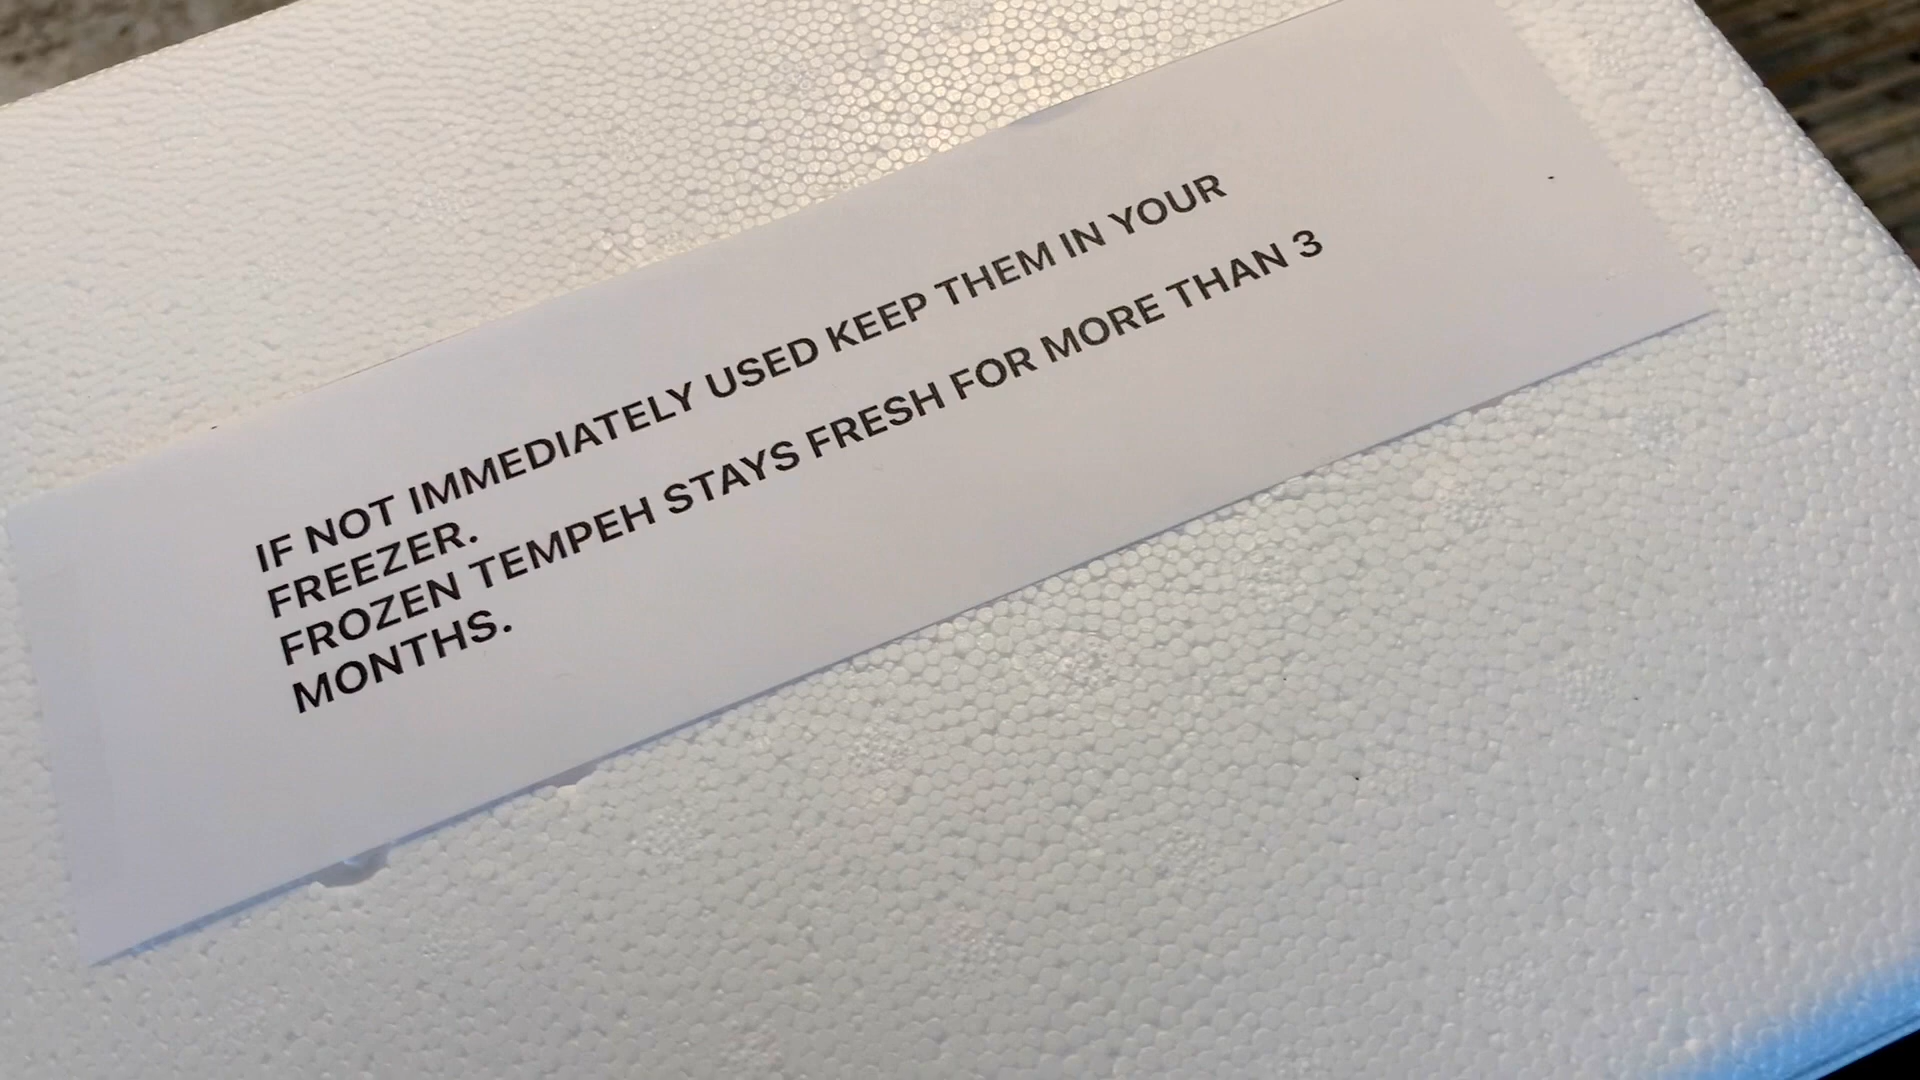 IF NOT IMMEDIATELY USED KEEP THEM IN YOUR
FREEZER.
FROZEN TEMPEH STAYS FRESH FOR MORE THAN 3
MONTHS.